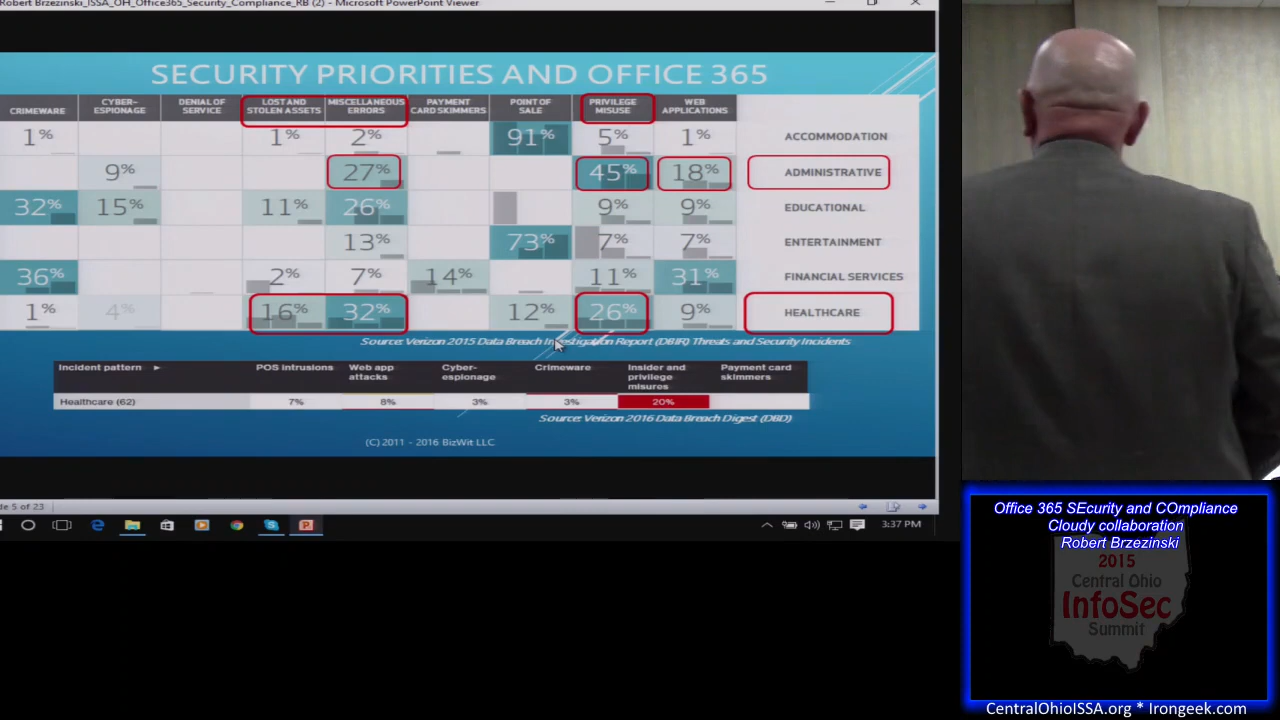 Robert Brzezinski_ISSA_OH_Office365_Security_Compliance_RB (2) - Microsoft PowerPoint Viewer
SECURITY PRIORITIES AND OFFICE 365
CRIMEWARE CYBER-ESPIONAGE DENIAL OF SERVICE LOST AND STOLEN ASSETS MISCELLANEOUS ERRORS PAYMENT CARD SKIMMERS POINT OF SALE PRIVILEGE MISUSE WEB APPLICATIONS
1% 1% 2% 91% 5% 1% ACCOMMODATION
9% 27% 45% 18% ADMINISTRATIVE
32% 15% 11% 26% 9% 9% EDUCATIONAL
13% 73% 7% 7% ENTERTAINMENT
36% 2% 7% 14% 11% 31% FINANCIAL SERVICES
1% 4% 16% 32% 12% 26% 9% HEALTHCARE
Source: Verizon 2015 Data Breach Investigation Report (DBIR) Threats and Security Incidents
Incident pattern POS intrusions Web app attacks Cyber-espionage Crimeware Insider and privilege misures Payment card skimmers
Healthcare (62) 7% 8% 3% 3% 20%
Source: Verizon 2016 Data Breach Digest (DBD)
(C) 2011 - 2016 BizWit LLC
de 5 of 23
3:37 PM
Office 365 SEcurity and COmpliance
Cloudy collaboration
Robert Brzezinski
2015
Central Ohio
InfoSec
Summit
CentralOhioISSA.org * Irongeek.com